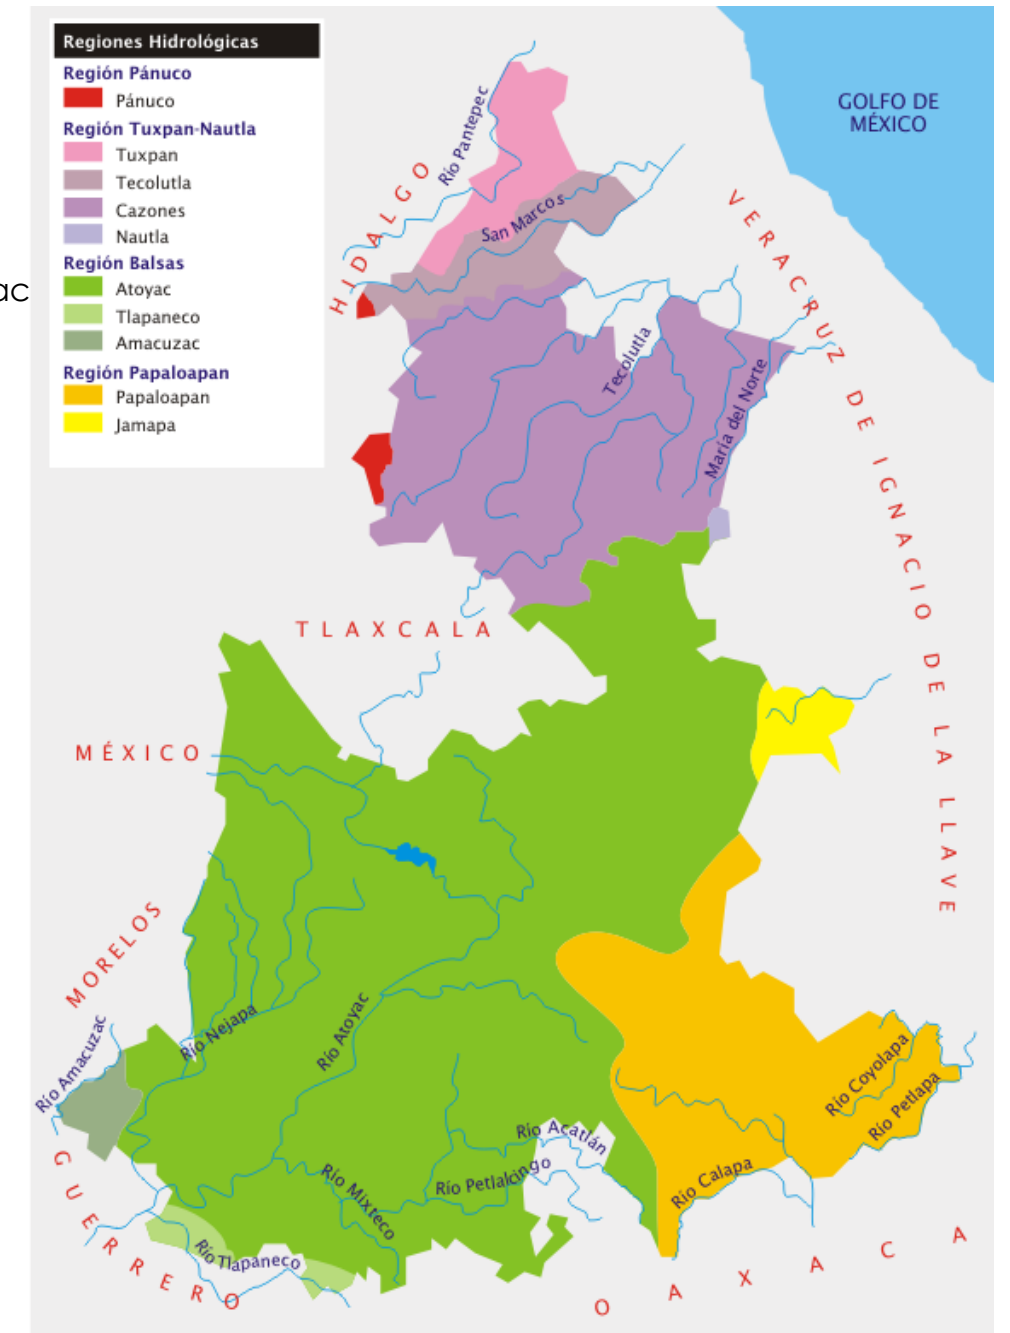 Regiones Hidrológicas
Región Pánuco
Pánuco
Región Tuxpan-Nautla
Tuxpan
Tecolutla
Cazones
Nautla
Región Balsas
Atoyac
Tlapaneco
Amacuzac
Región Papaloapan
Papaloapan
Jamapa
ac
GOLFO DE
MÉXICO
Río Pantepec
HIDALGO
San Marcos
VERACRUZ DE IGNACIO DE LA LLAVE
Tecolutla
María del Norte
TLAXCALA
MÉXICO
MORELOS
Río Amacuzac
Río Nejapa
Río Atoyac
Río Coyolapa
Río Petlapa
Río Acatlán
Río Petlalcingo
Río Calapa
Río Mixteco
Río Tlapaneco
GUERRERO
OAXACA